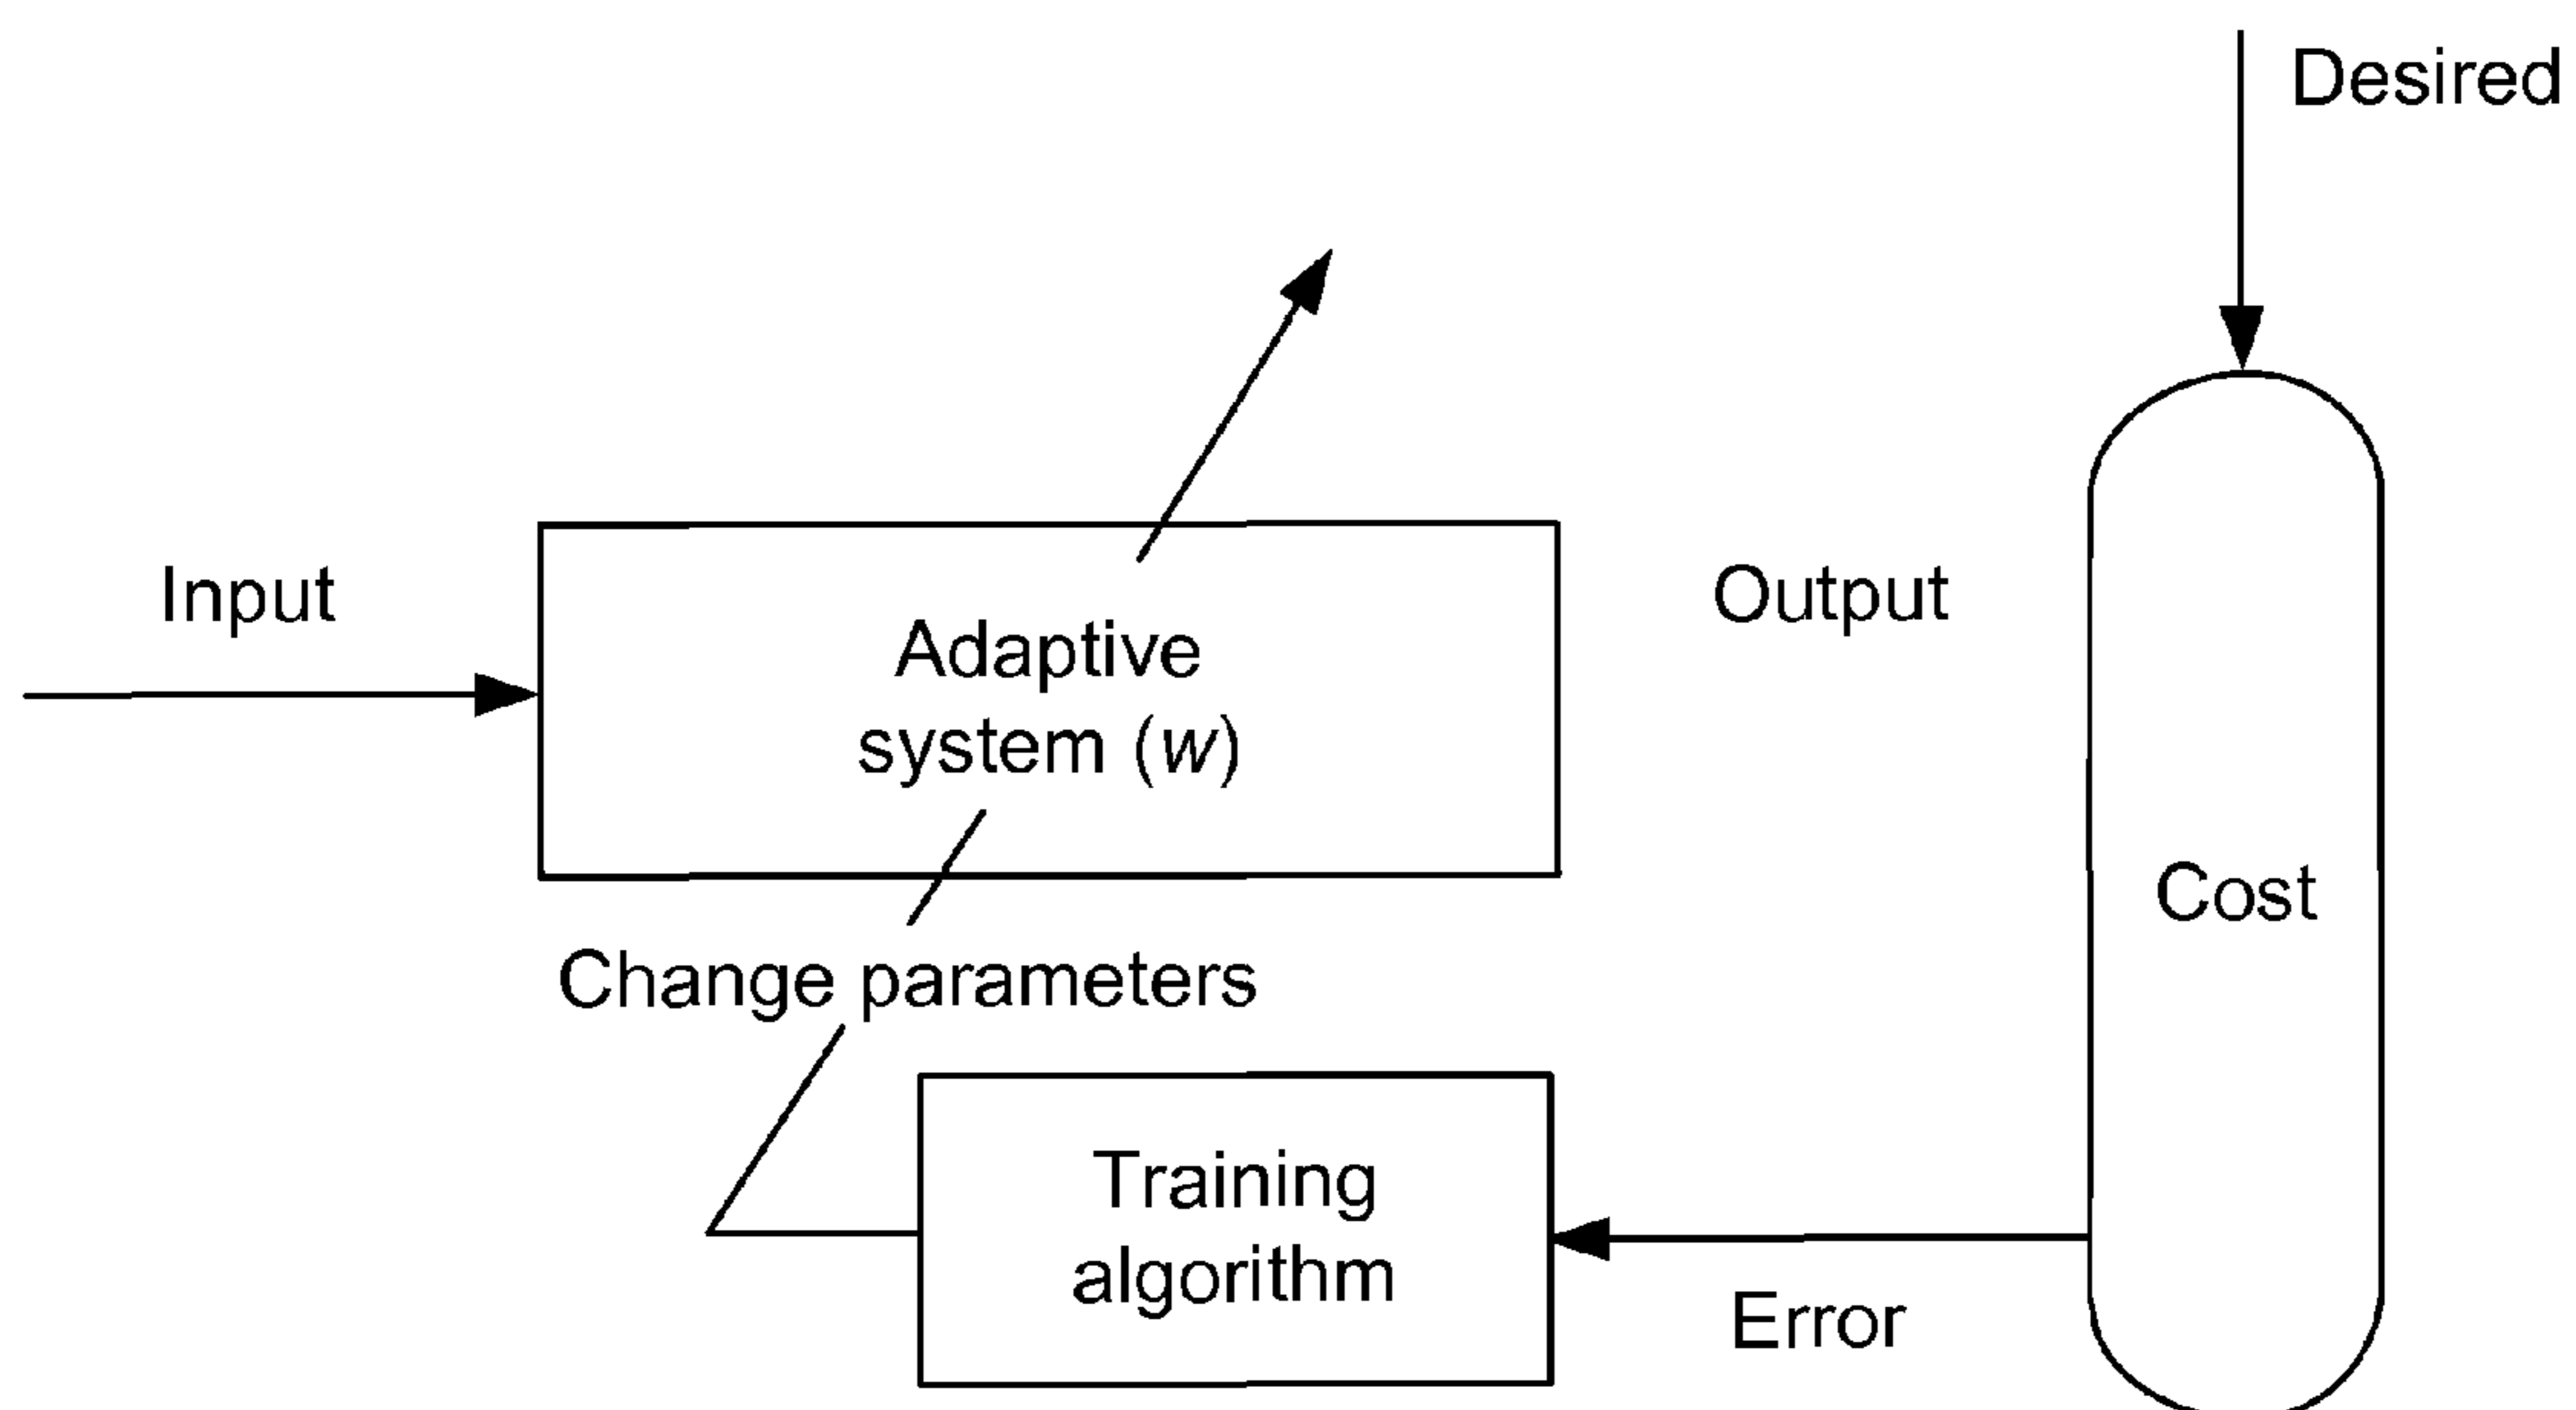 Desired
Input
Adaptive
system (w)
Output
Cost
Change parameters
Training
algorithm
Error